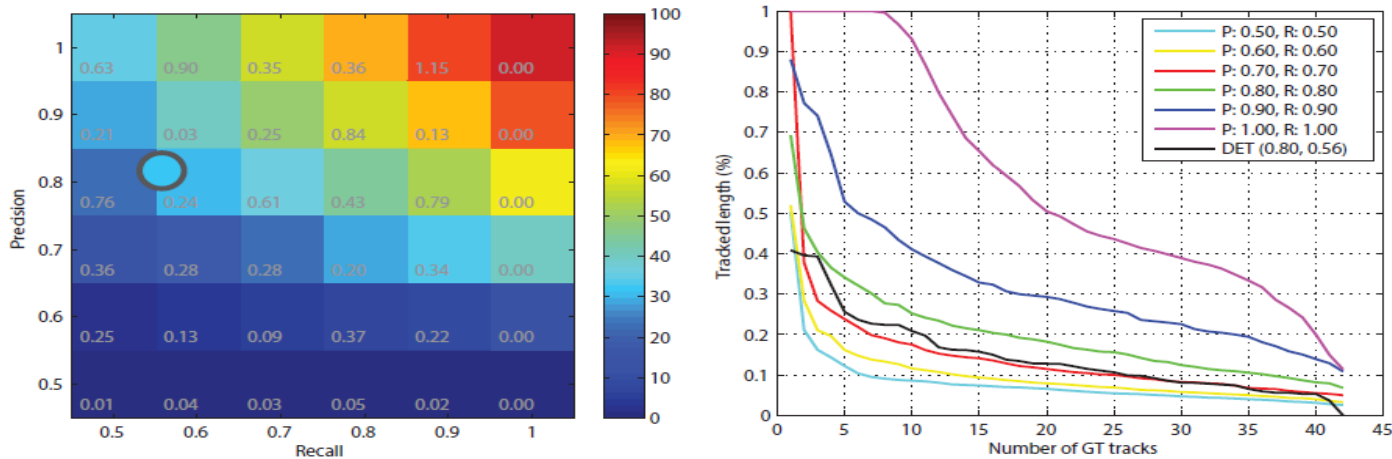 1
0.9
0.8
0.7
0.6
0.5
Precision
0.63 0.90 0.35 0.36 1.15 0.00
0.21 0.03 0.25 0.84 0.13 0.00
0.76 0.24 0.61 0.43 0.79 0.00
0.36 0.28 0.28 0.20 0.34 0.00
0.25 0.13 0.09 0.37 0.22 0.00
0.01 0.04 0.03 0.05 0.02 0.00
0.5 0.6 0.7 0.8 0.9 1
Recall
100
90
80
70
60
50
40
30
20
10
0
Tracked length (%)
1
0.9
0.8
0.7
0.6
0.5
0.4
0.3
0.2
0.1
0
P: 0.50, R: 0.50
P: 0.60, R: 0.60
P: 0.70, R: 0.70
P: 0.80, R: 0.80
P: 0.90, R: 0.90
P: 1.00, R: 1.00
DET (0.80, 0.56)
0 5 10 15 20 25 30 35 40 45
Number of GT tracks